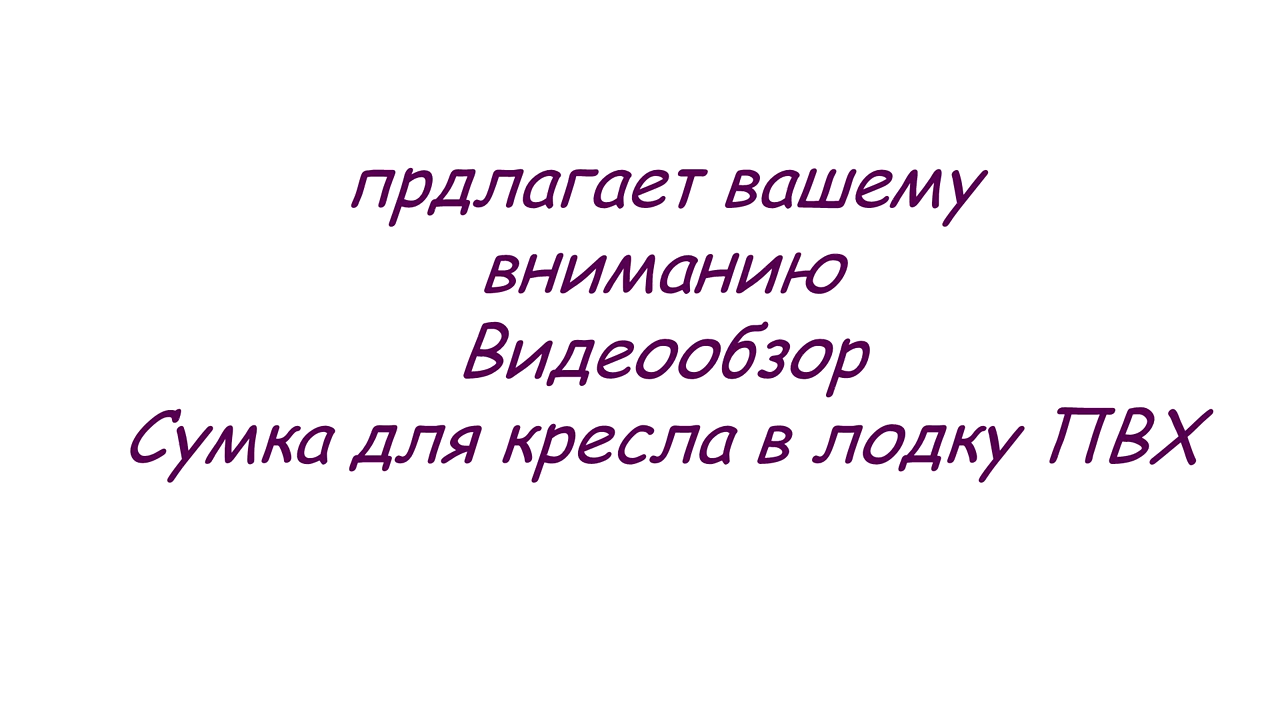 прдлагает вашему
вниманию
Видеообзор
Сумка для кресла в лодку ПВХ